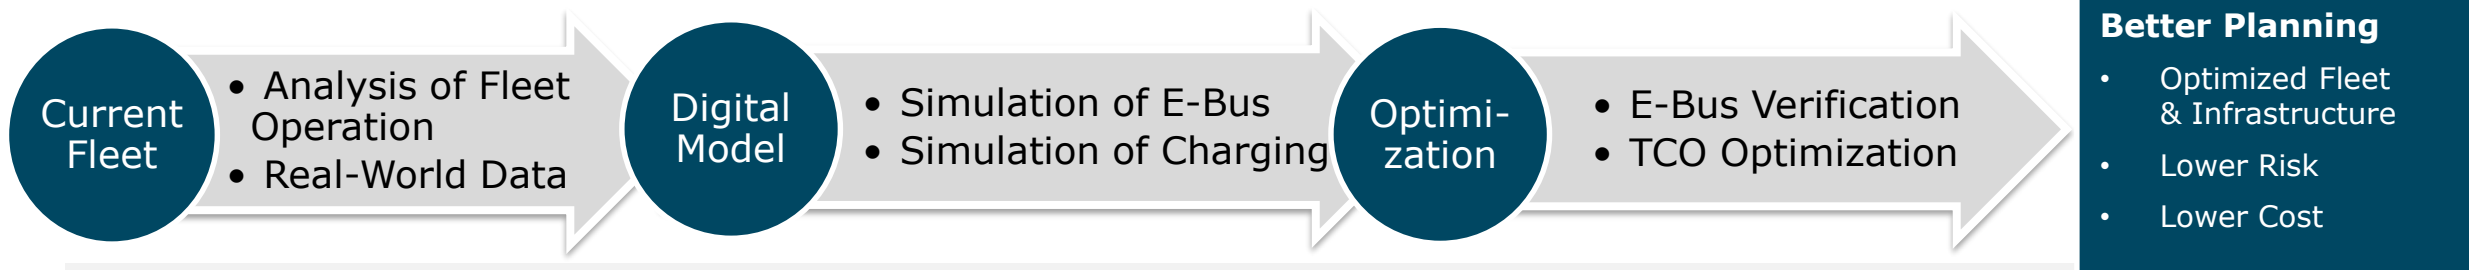 Current
Fleet
• Analysis of Fleet
Operation
• Real-World Data
Digital
Model
• Simulation of E-Bus
• Simulation of Charging
Optimi-
zation
• E-Bus Verification
• TCO Optimization
Better Planning
• Optimized Fleet
& Infrastructure
• Lower Risk
• Lower Cost